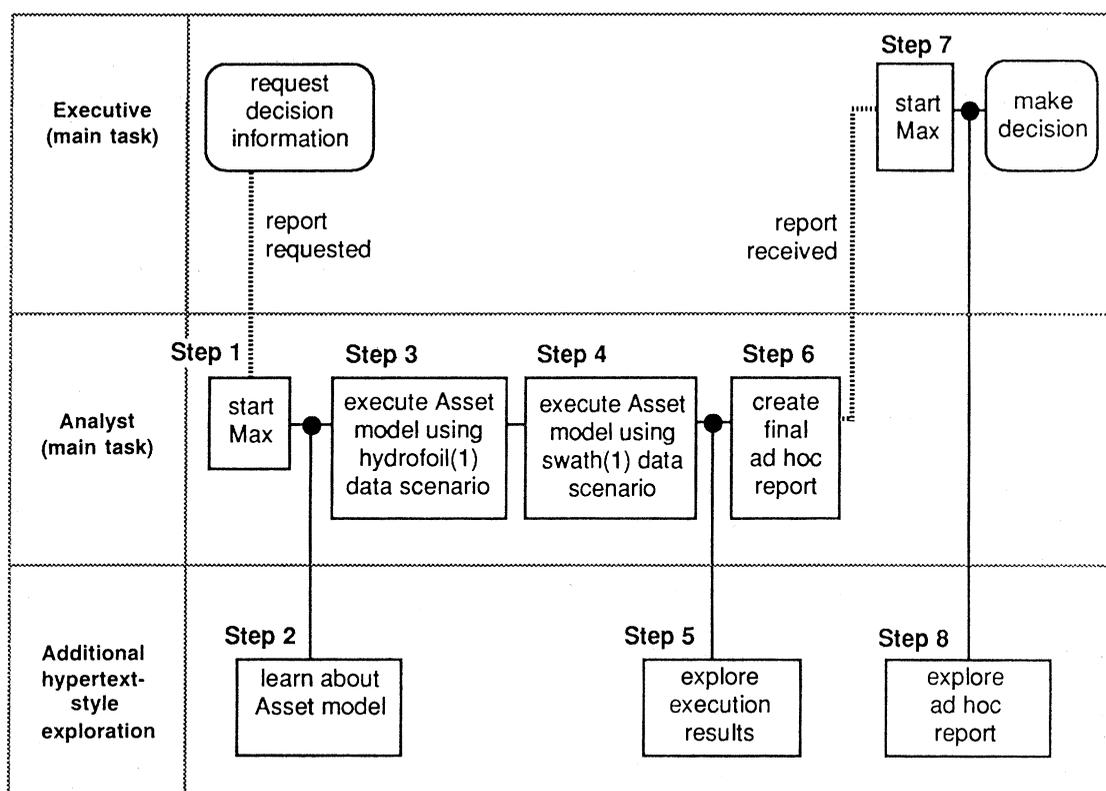 Executive
(main task)
request
decision
information
report
requested
report
received
Step 7
start
Max
make
decision
Analyst
(main task)
Step 1
start
Max
Step 3
execute Asset
model using
hydrofoil(1)
data scenario
Step 4
execute Asset
model using
swath(1) data
scenario
Step 6
create
final
ad hoc
report
Additional
hypertext-
style
exploration
Step 2
learn about
Asset model
Step 5
explore
execution
results
Step 8
explore
ad hoc
report